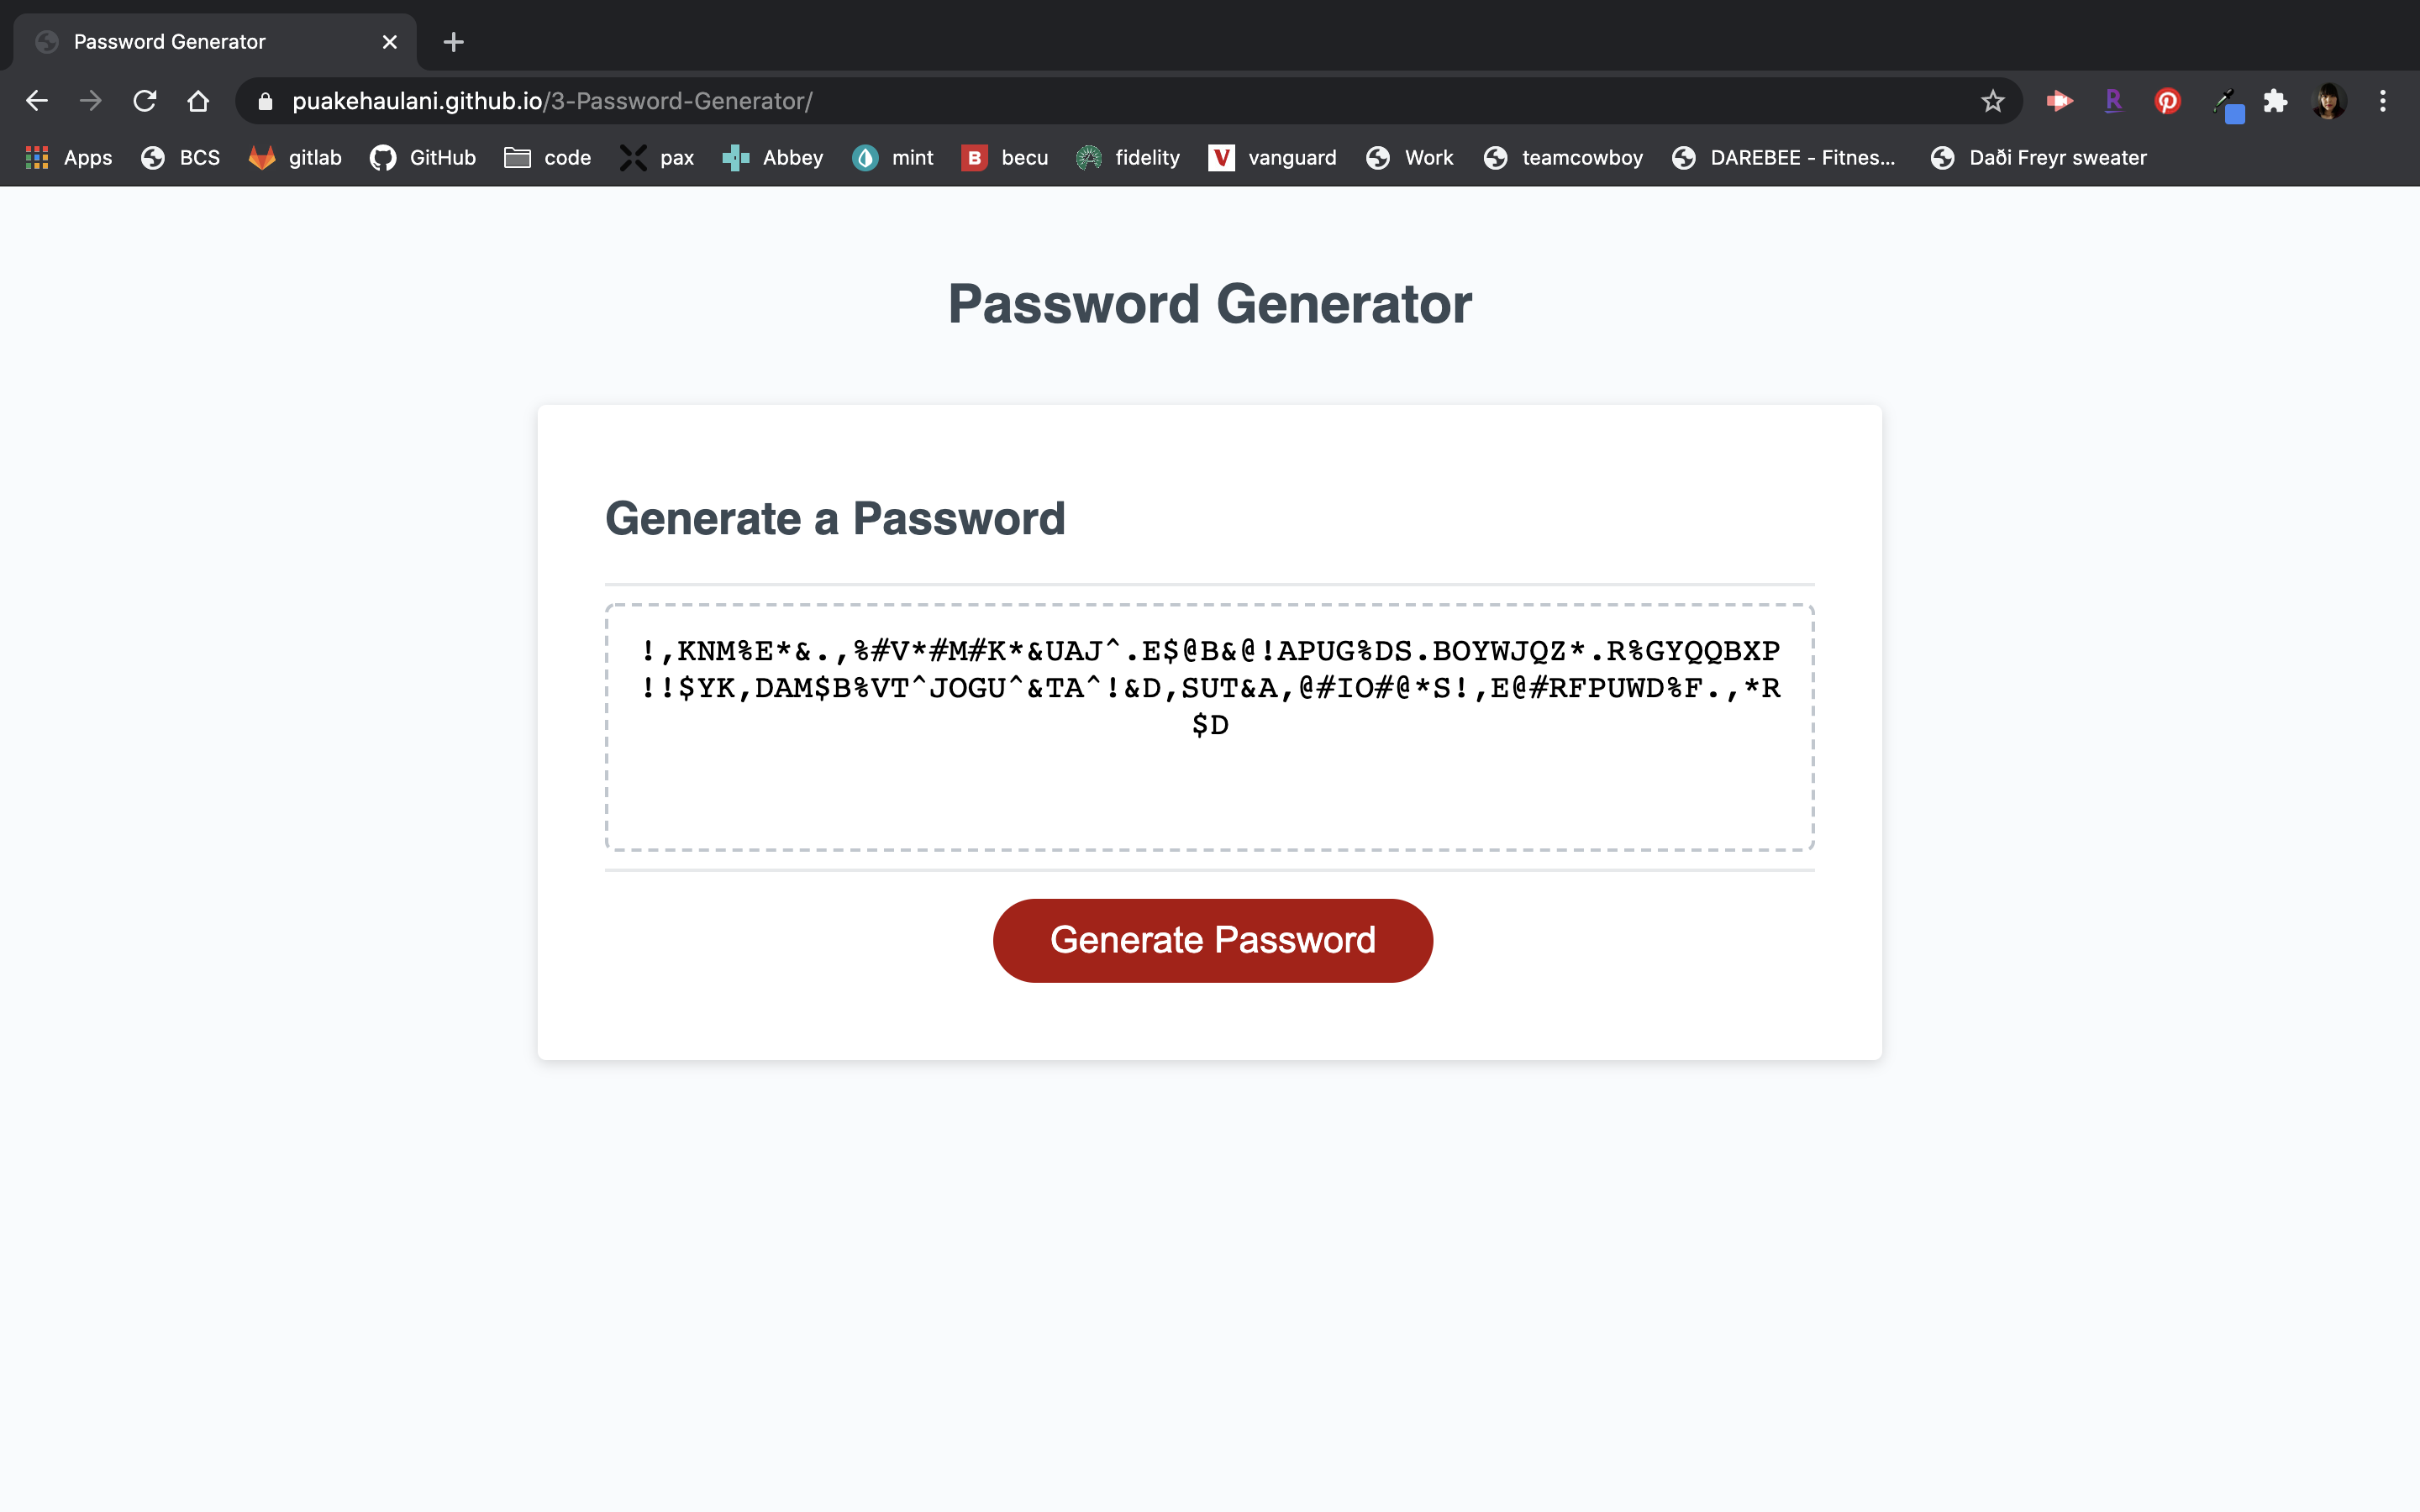 Password Generator
puakehaulani.github.io/3-Password-Generator/
Apps BCS gitlab GitHub code pax Abbey mint becu fidelity vanguard Work teamcowboy DAREBEE - Fitnes... Daði Freyr sweater
Password Generator
Generate a Password
!,KNM%E*&.,%#V*#M#K*&UAJ^.E$@B&@!APUG%DS.BOYWJQZ*.R%GYQQBXP
!!$YK,DAM$B%VT^JOGU^&TA^!&D,SUT&A,@#IO#@*S!,E@#RFPUWD%F.,*R
$D
Generate Password